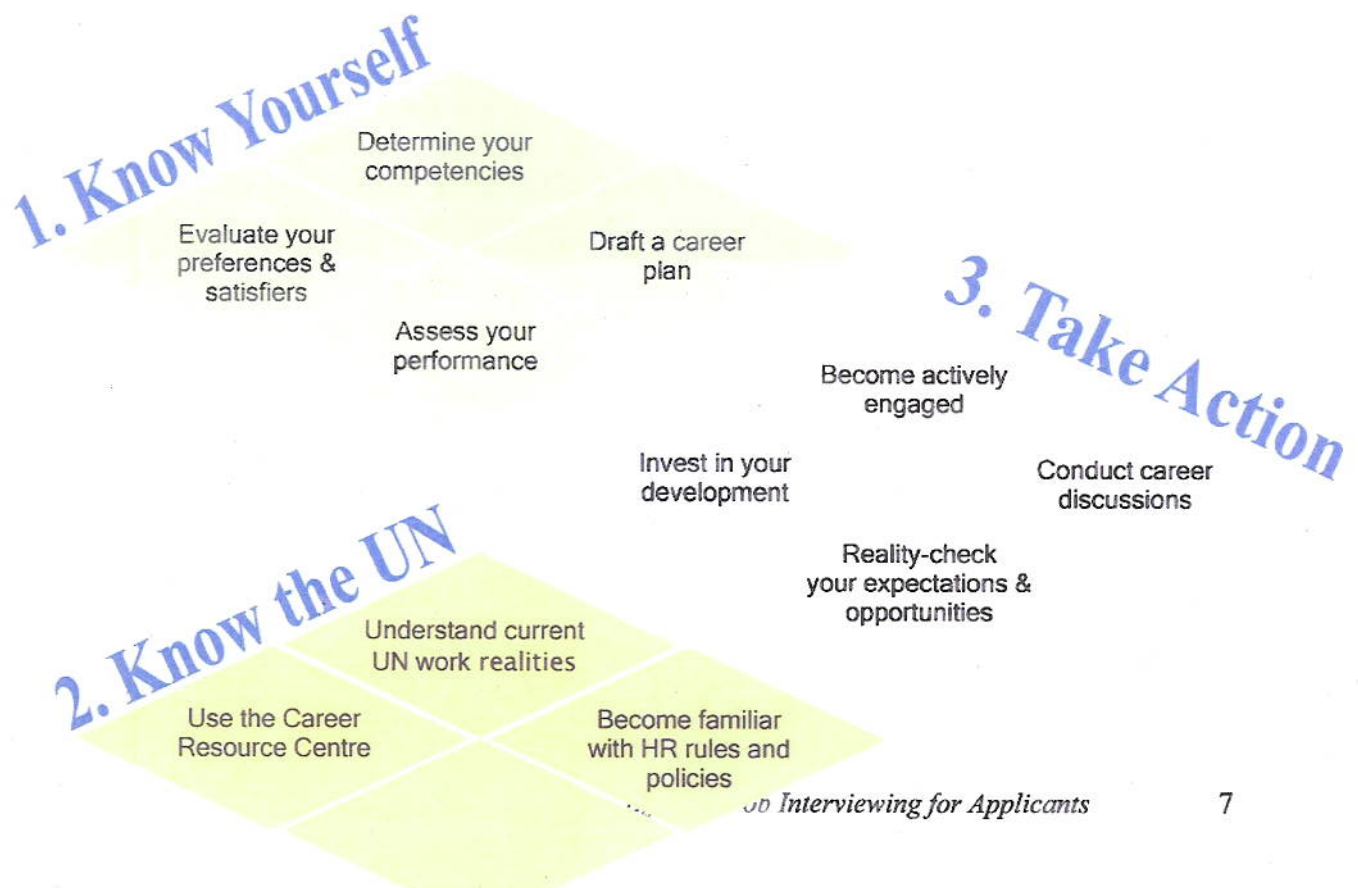 1. Know Yourself
Determine your
competencies
Evaluate your
preferences &
satisfiers
Draft a career
plan
Assess your
performance
3. Take Action
Become actively
engaged
Invest in your
development
Conduct career
discussions
Reality-check
your expectations &
opportunities
2. Know the UN
Understand current
UN work realities
Use the Career
Resource Centre
Become familiar
with HR rules and
policies
Interviewing for Applicants 7